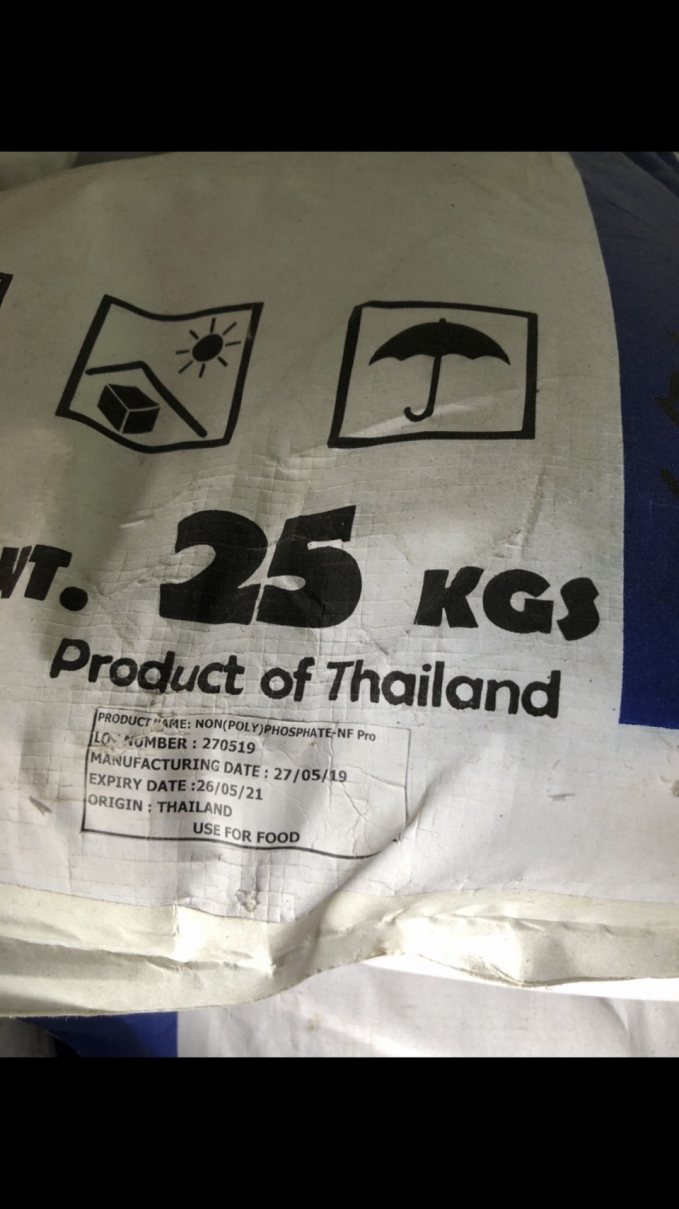 WT. 25 KGS
Product of Thailand
PRODUCT NAME: NON(POLY)PHOSPHATE-NF Pro
LOT NUMBER : 270519
MANUFACTURING DATE : 27/05/19
EXPIRY DATE :26/05/21
ORIGIN : THAILAND
USE FOR FOOD